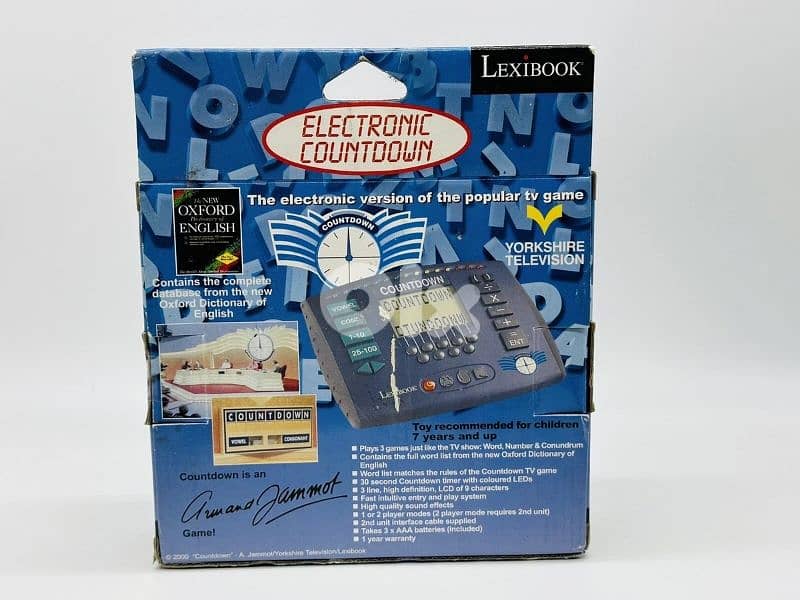 LEXIBOOK
ELECTRONIC
COUNTDOWN
The NEW
OXFORD
Dictionary of
ENGLISH
The electronic version of the popular tv game
COUNTDOWN
YORKSHIRE
TELEVISION
Contains the complete
database from the new
Oxford Dictionary of
English
COUNTDOWN
VOWEL
CONS.
1-10
25-100
COUNTDOWN
X
-
+
=
ENT
LEXIBOOK
COUNTDOWN
VOWEL CONSONANT
Toy recommended for children
7 years and up
Plays 3 games just like the TV show: Word, Number & Conundrum
Contains the full word list from the new Oxford Dictionary of
English
Word list matches the rules of the Countdown TV game
30 second Countdown timer with coloured LEDs
3 line, high definition, LCD of 9 characters
Fast intuitive entry and play system
High quality sound effects
1 or 2 player modes (2 player mode requires 2nd unit)
2nd unit interface cable supplied
Takes 3 x AAA batteries (included)
1 year warranty
Countdown is an
Armand Jammot
Game!
© 2000 "Countdown" - A. Jammot/Yorkshire Television/Lexibook